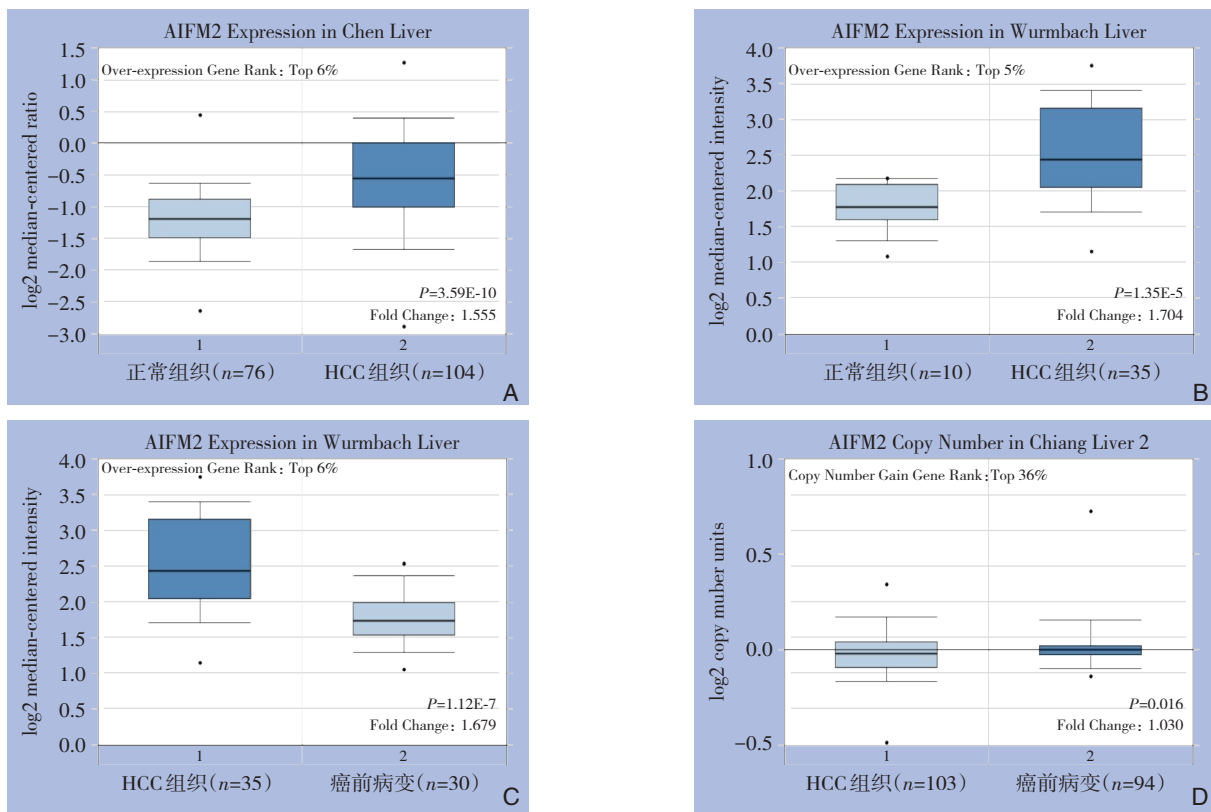 AIFM2 Expression in Chen Liver
Over-expression Gene Rank: Top 6%
log2 median-centered ratio
1.5
1.0
0.5
0.0
−0.5
−1.0
−1.5
−2.0
−2.5
−3.0
P=3.59E-10
Fold Change: 1.555
1 2
正常组织(n=76) HCC组织(n=104)
A
AIFM2 Expression in Wurmbach Liver
Over-expression Gene Rank: Top 5%
log2 median-centered intensity
4.0
3.5
3.0
2.5
2.0
1.5
1.0
0.5
0.0
P=1.35E-5
Fold Change: 1.704
1 2
正常组织(n=10) HCC组织(n=35)
B
AIFM2 Expression in Wurmbach Liver
Over-expression Gene Rank: Top 6%
log2 median-centered intensity
4.0
3.5
3.0
2.5
2.0
1.5
1.0
0.5
0.0
P=1.12E-7
Fold Change: 1.679
1 2
HCC组织(n=35) 癌前病变(n=30)
C
AIFM2 Copy Number in Chiang Liver 2
Copy Number Gain Gene Rank:Top 36%
log2 copy muber units
1.0
0.5
0.0
−0.5
P=0.016
Fold Change: 1.030
1 2
HCC组织(n=103) 癌前病变(n=94)
D